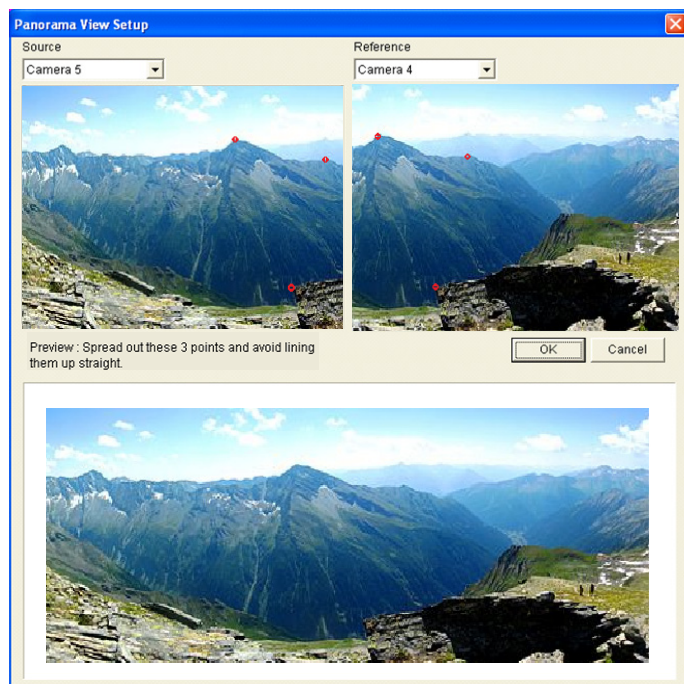 Panorama View Setup
Source
Reference
Camera 5
Camera 4
Preview : Spread out these 3 points and avoid lining
them up straight.
OK
Cancel